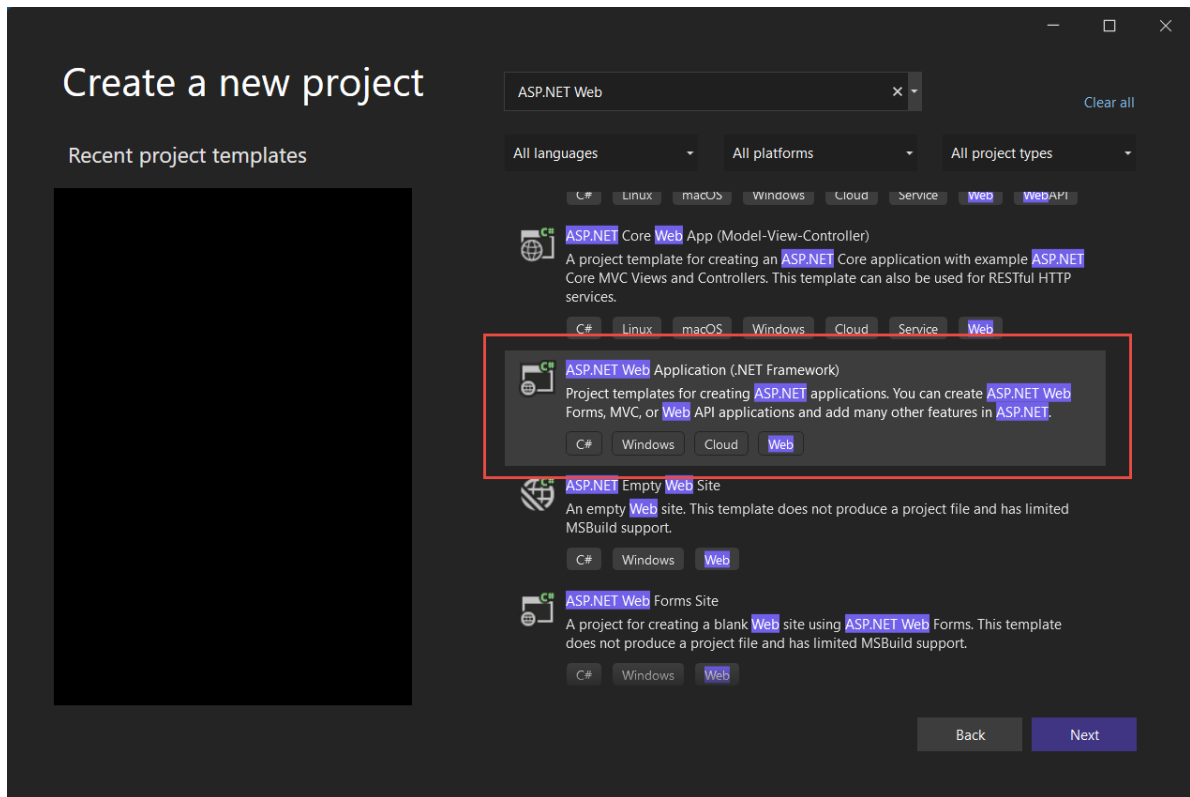 Create a new project
ASP.NET Web
Clear all
Recent project templates
All languages
All platforms
All project types
C# Linux macOS Windows Cloud Service Web WebAPI
C#
ASP.NET Core Web App (Model-View-Controller)
A project template for creating an ASP.NET Core application with example ASP.NET
Core MVC Views and Controllers. This template can also be used for RESTful HTTP
services.
C# Linux macOS Windows Cloud Service Web
C#
ASP.NET Web Application (.NET Framework)
Project templates for creating ASP.NET applications. You can create ASP.NET Web
Forms, MVC, or Web API applications and add many other features in ASP.NET.
C# Windows Cloud Web
C#
ASP.NET Empty Web Site
An empty Web site. This template does not produce a project file and has limited
MSBuild support.
C# Windows Web
C#
ASP.NET Web Forms Site
A project for creating a blank Web site using ASP.NET Web Forms. This template
does not produce a project file and has limited MSBuild support.
C# Windows Web
Back
Next